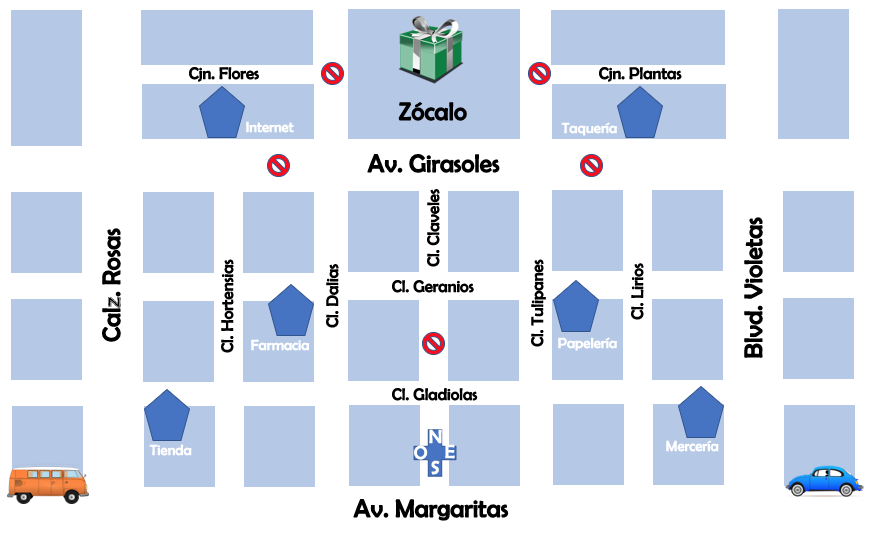 Cjn. Flores
Cjn. Plantas
Zócalo
Internet
Taquería
Av. Girasoles
Calz. Rosas
Cl. Hortensias
Cl. Dalias
Cl. Claveles
Cl. Tulipanes
Cl. Lirios
Blvd. Violetas
Cl. Geranios
Farmacia
Papelería
Cl. Gladiolas
Tienda
Mercería
N
O E
S
Av. Margaritas